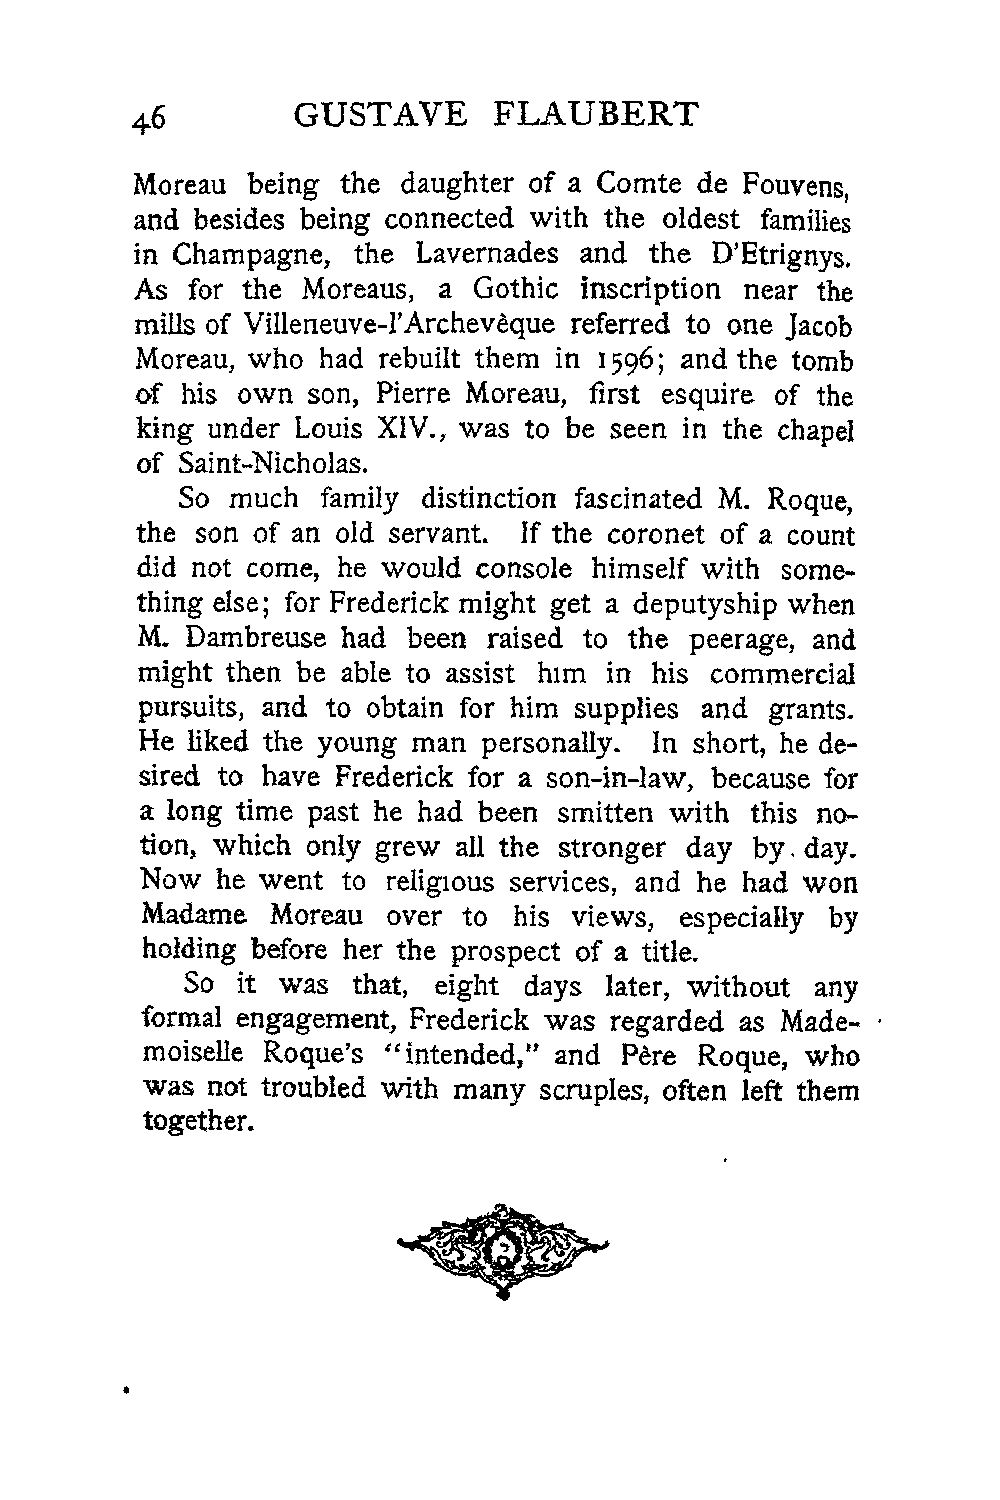 46 GUSTAVE FLAUBERT
Moreau being the daughter of a Comte de Fouvens,
and besides being connected with the oldest families
in Champagne, the Lavernades and the D'Etrignys.
As for the Moreaus, a Gothic inscription near the
mills of Villeneuve-l'Archevèque referred to one Jacob
Moreau, who had rebuilt them in 1596; and the tomb
of his own son, Pierre Moreau, first esquire of the
king under Louis XIV., was to be seen in the chapel
of Saint-Nicholas.
So much family distinction fascinated M. Roque,
the son of an old servant. If the coronet of a count
did not come, he would console himself with some-
thing else; for Frederick might get a deputyship when
M. Dambreuse had been raised to the peerage, and
might then be able to assist him in his commercial
pursuits, and to obtain for him supplies and grants.
He liked the young man personally. In short, he de-
sired to have Frederick for a son-in-law, because for
a long time past he had been smitten with this no-
tion, which only grew all the stronger day by day.
Now he went to religious services, and he had won
Madame Moreau over to his views, especially by
holding before her the prospect of a title.
So it was that, eight days later, without any
formal engagement, Frederick was regarded as Made-
moiselle Roque's "intended," and Père Roque, who
was not troubled with many scruples, often left them
together.